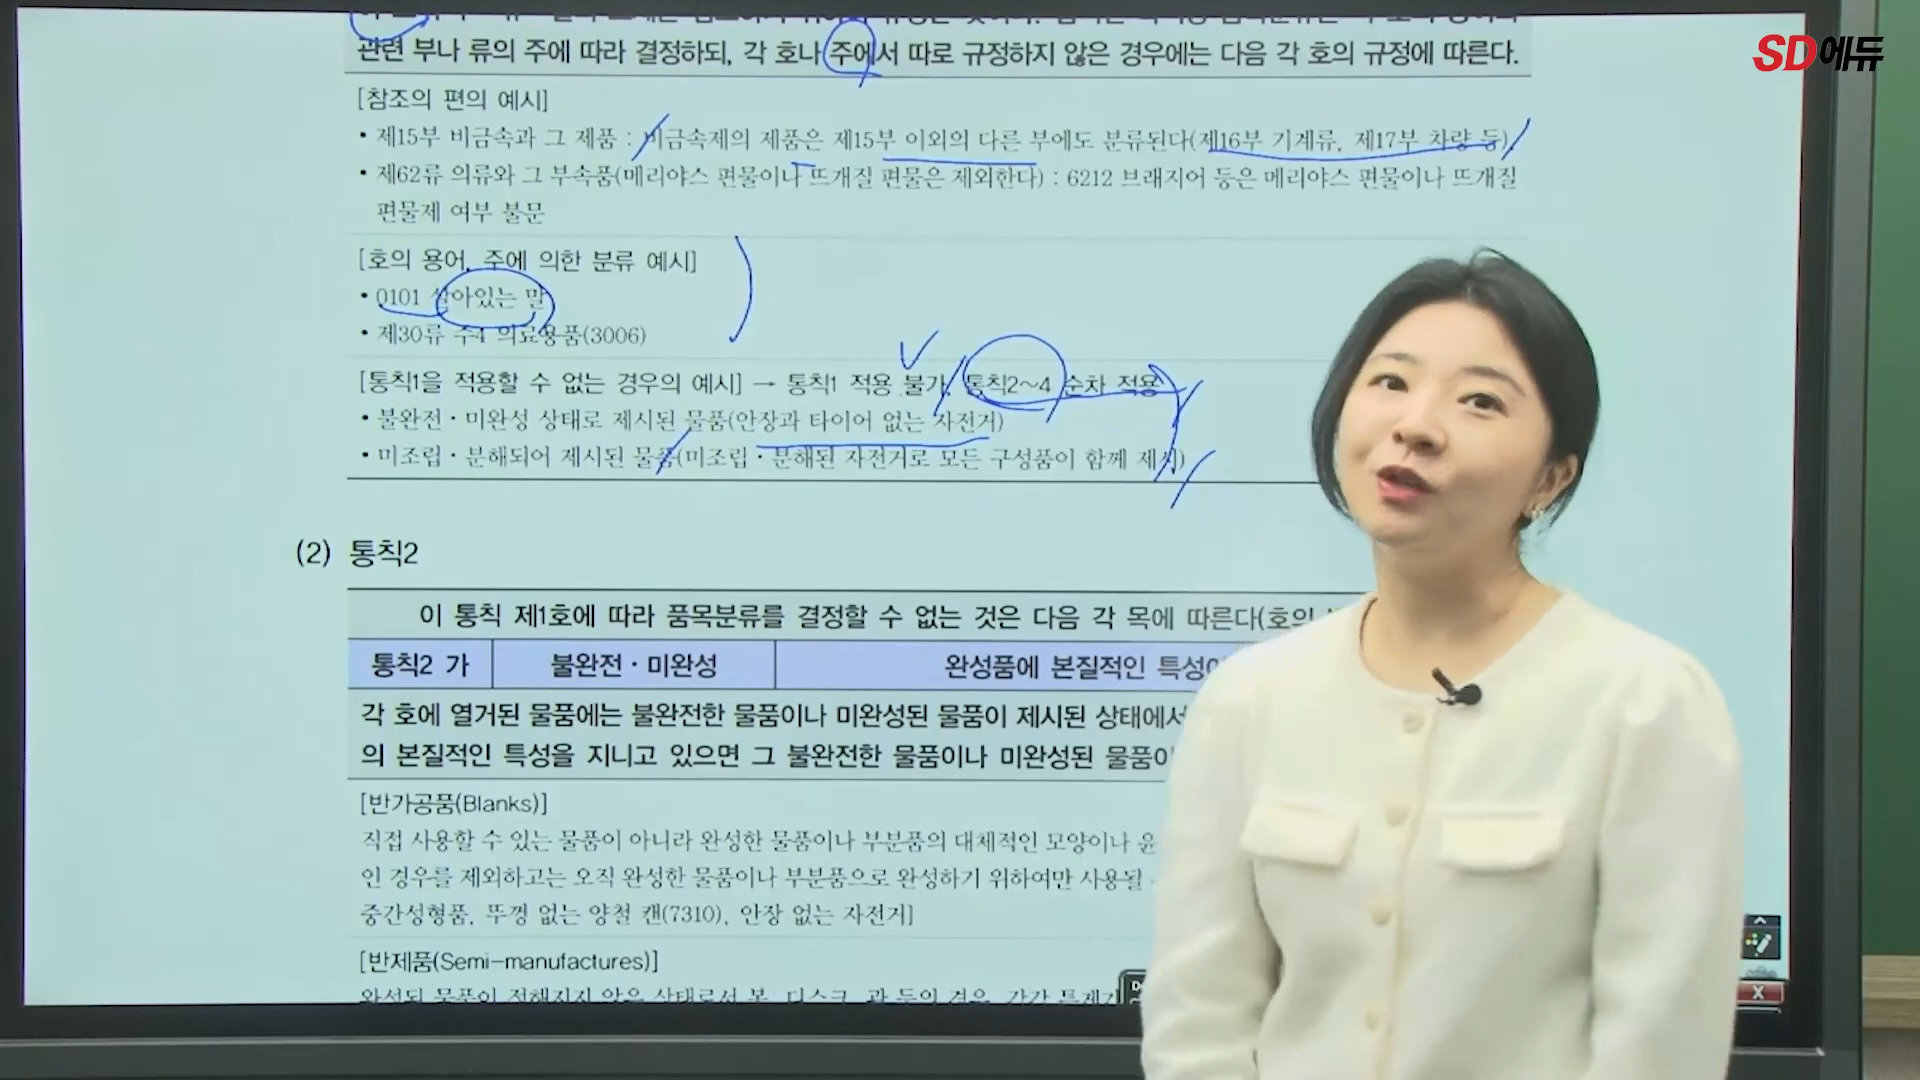 SD에듀
관련 부나 류의 주에 따라 결정하되, 각 호나 주에서 따로 규정하지 않은 경우에는 다음 각 호의 규정에 따른다.
[참조의 편의 예시]
• 제15부 비금속과 그 제품 : 비금속제의 제품은 제15부 이외의 다른 부에도 분류된다(제16부 기계류, 제17부 차량 등)
• 제62류 의류와 그 부속품(메리야스 편물이나 뜨개질 편물은 제외한다) : 6212 브래지어 등은 메리야스 편물이나 뜨개질
편물제 여부 불문
[호의 용어, 주에 의한 분류 예시]
• 0101 살아있는 말
• 제30류 주4 의료용품(3006)
[통칙1을 적용할 수 없는 경우의 예시] → 통칙1 적용 불가, 통칙2~4 순차 적용
• 불완전·미완성 상태로 제시된 물품(안장과 타이어 없는 자전거)
• 미조립·분해되어 제시된 물품(미조립·분해된 자전거로 모든 구성품이 함께 제시)
(2) 통칙2
이 통칙 제1호에 따라 품목분류를 결정할 수 없는 것은 다음 각 목에 따른다(호의
통칙2 가 불완전·미완성 완성품에 본질적인 특성이
각 호에 열거된 물품에는 불완전한 물품이나 미완성된 물품이 제시된 상태에서
의 본질적인 특성을 지니고 있으면 그 불완전한 물품이나 미완성된 물품이
[반가공품(Blanks)]
직접 사용할 수 있는 물품이 아니라 완성한 물품이나 부분품의 대체적인 모양이나 윤
인 경우를 제외하고는 오직 완성한 물품이나 부분품으로 완성하기 위하여만 사용될
중간성형품, 뚜껑 없는 양철 캔(7310), 안장 없는 자전거]
[반제품(Semi-manufactures)]
X